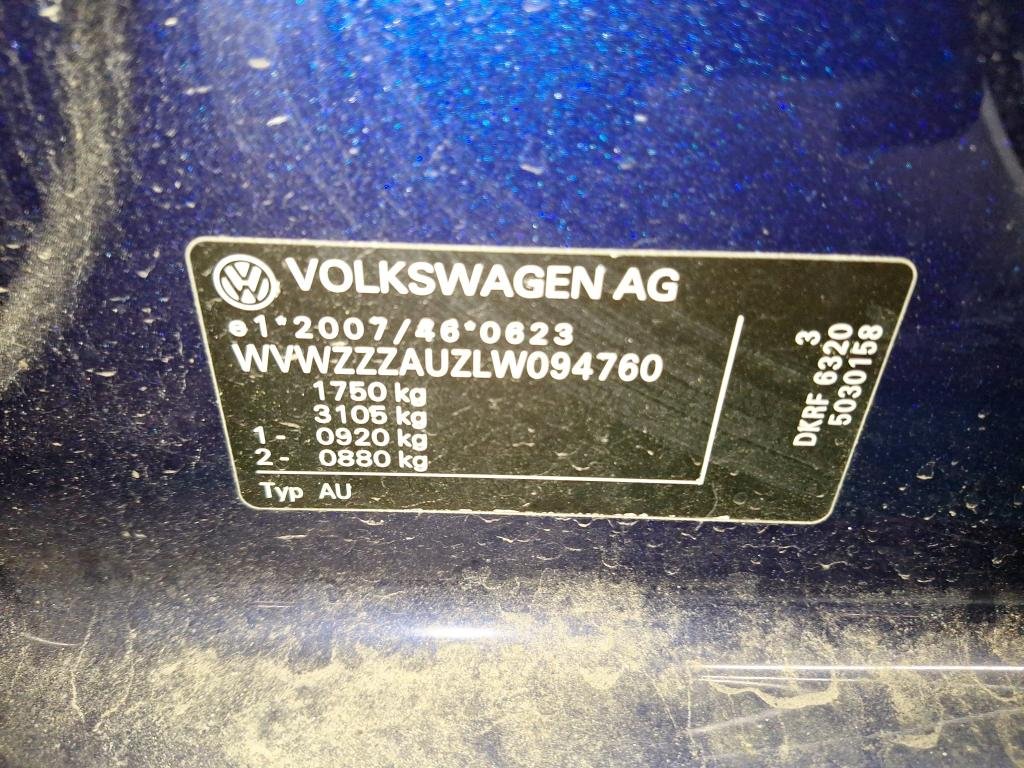 VOLKSWAGEN AG
e1*2007/46*0623
WVWZZZAUZLW094760
1750 kg
3105 kg
1- 0920 kg
2- 0880 kg
Typ AU
3
DKRF 6320
5030158